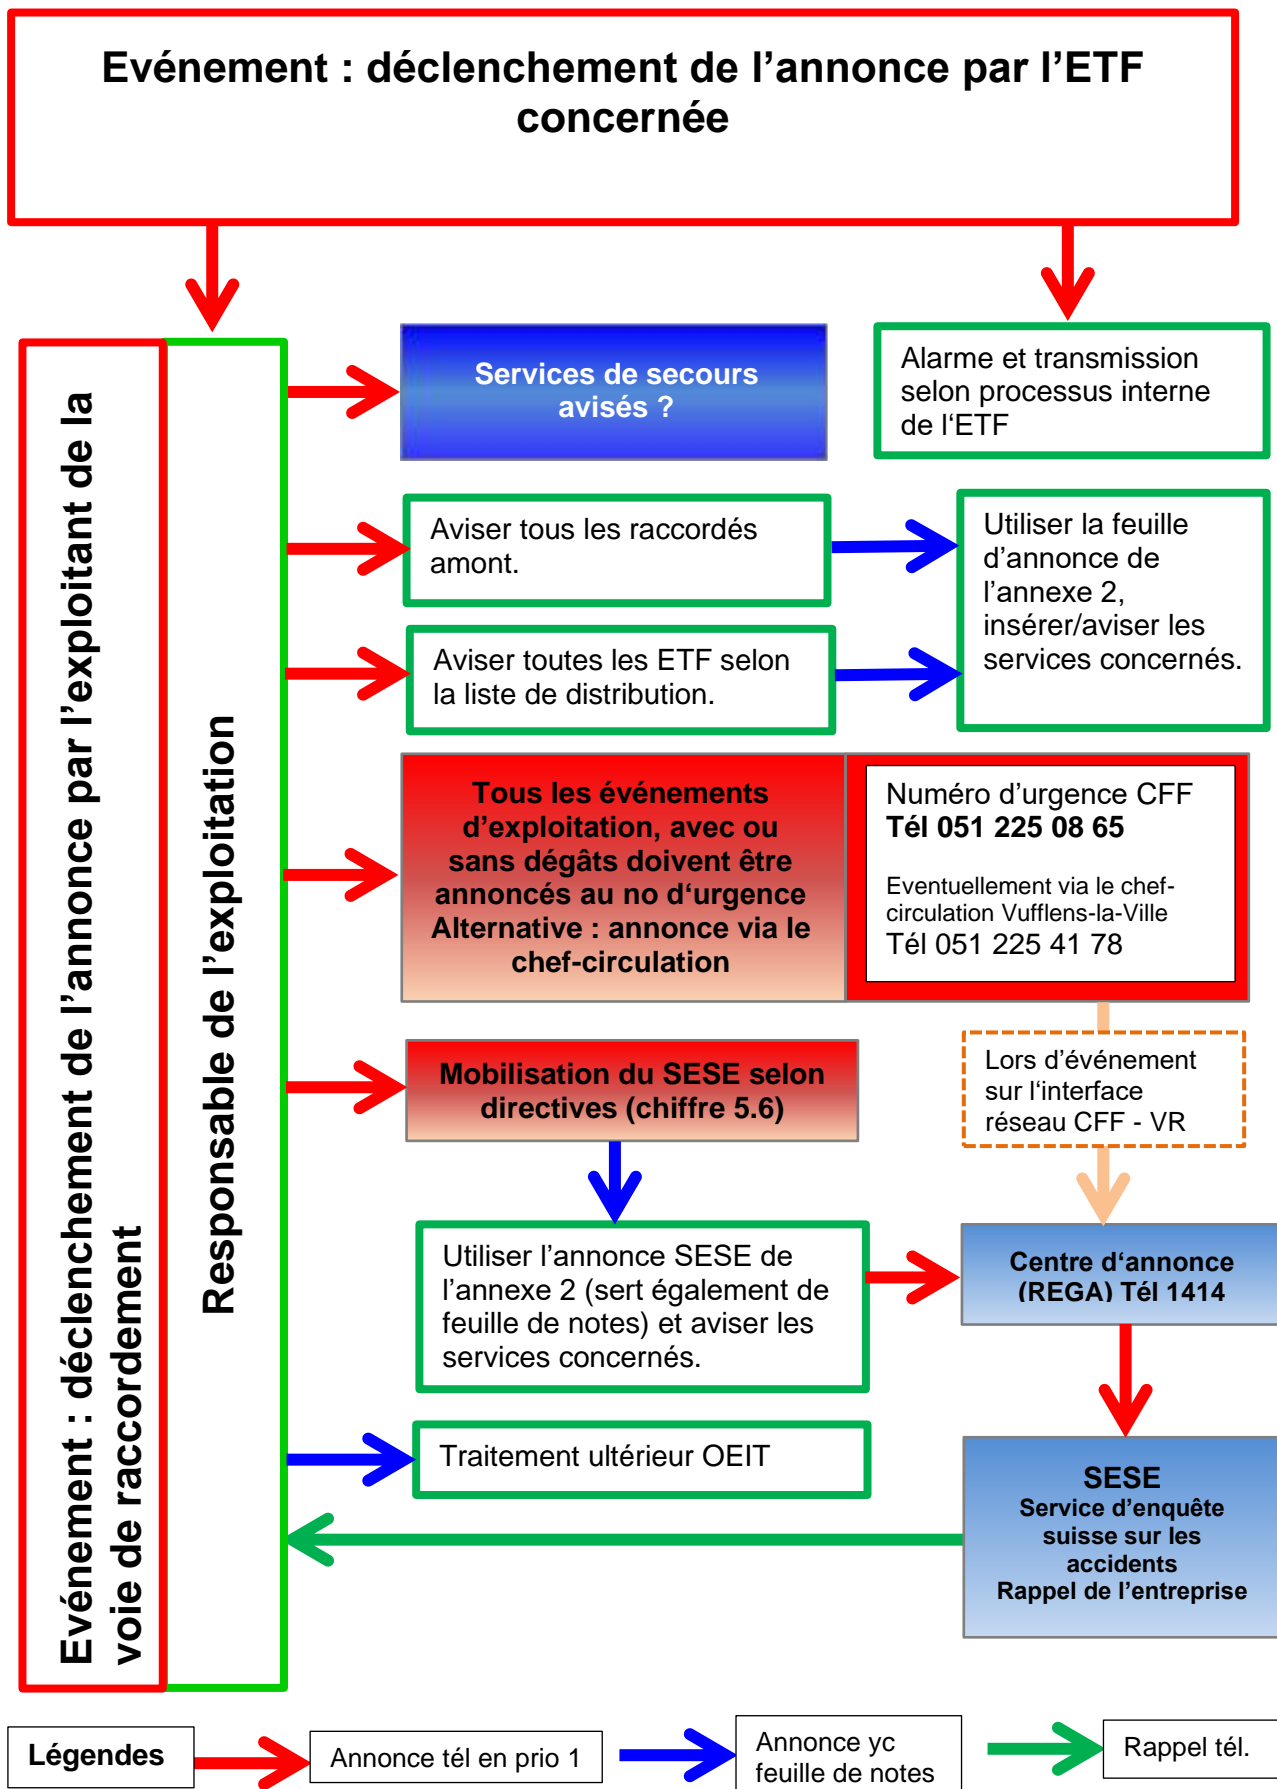 Evénement : déclenchement de l’annonce par l’ETF
concernée
Evénement : déclenchement de l’annonce par l’exploitant de la
voie de raccordement
Responsable de l’exploitation
Services de secours
avisés ?
Alarme et transmission
selon processus interne
de l‘ETF
Aviser tous les raccordés
amont.
Utiliser la feuille
d’annonce de
l’annexe 2,
insérer/aviser les
services concernés.
Aviser toutes les ETF selon
la liste de distribution.
Tous les événements
d’exploitation, avec ou
sans dégâts doivent être
annoncés au no d‘urgence
Alternative : annonce via le
chef-circulation
Numéro d’urgence CFF
Tél 051 225 08 65
Eventuellement via le chef-
circulation Vufflens-la-Ville
Tél 051 225 41 78
Mobilisation du SESE selon
directives (chiffre 5.6)
Lors d’événement
sur l‘interface
réseau CFF - VR
Utiliser l’annonce SESE de
l’annexe 2 (sert également de
feuille de notes) et aviser les
services concernés.
Centre d‘annonce
(REGA) Tél 1414
Traitement ultérieur OEIT
SESE
Service d’enquête
suisse sur les
accidents
Rappel de l’entreprise
Légendes
Annonce tél en prio 1
Annonce yc
feuille de notes
Rappel tél.